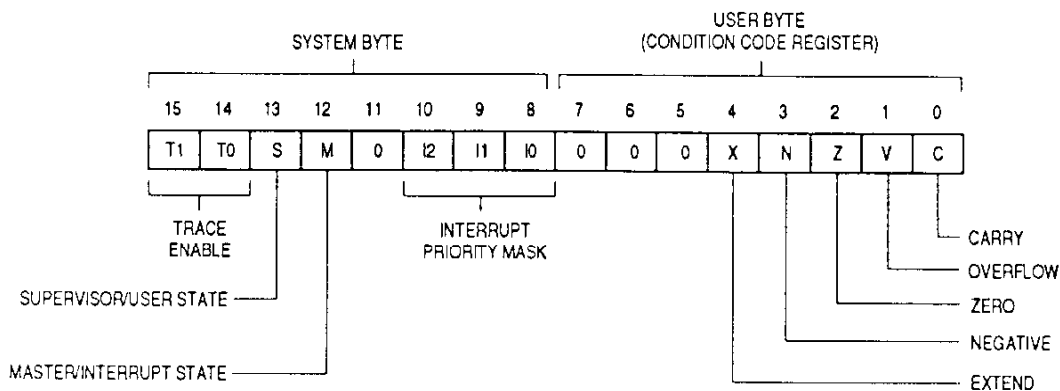 USER BYTE
SYSTEM BYTE (CONDITION CODE REGISTER)
15 14 13 12 11 10 9 8 7 6 5 4 3 2 1 0
T1 T0 S M 0 I2 I1 I0 0 0 0 X N Z V C
TRACE
ENABLE
INTERRUPT
PRIORITY MASK
CARRY
OVERFLOW
SUPERVISOR/USER STATE
ZERO
NEGATIVE
MASTER/INTERRUPT STATE
EXTEND